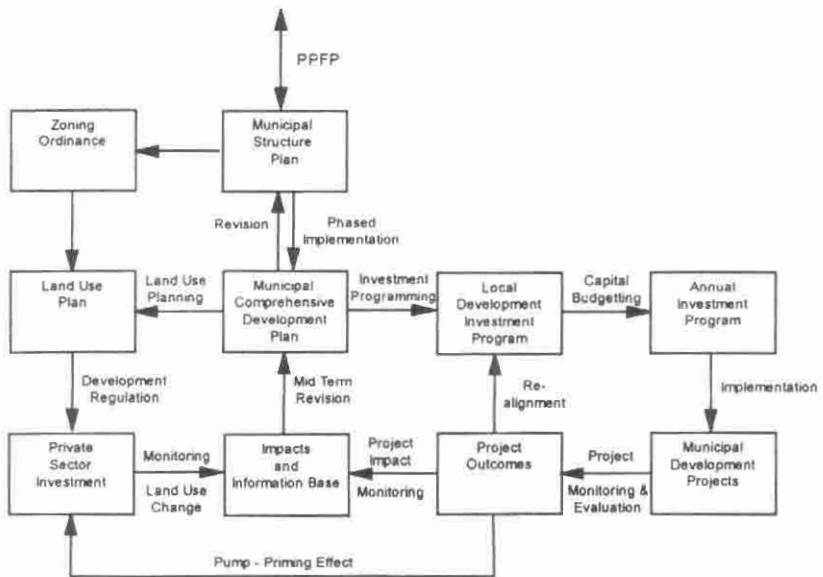 PPFP
Zoning
Ordinance
Municipal
Structure
Plan
Revision
Phased
Implementation
Land Use
Plan
Land Use
Planning
Municipal
Comprehensive
Development
Plan
Investment
Programming
Local
Development
Investment
Program
Capital
Budgetting
Annual
Investment
Program
Development
Regulation
Mid Term
Revision
Re-
alignment
Implementation
Private
Sector
Investment
Monitoring
Land Use
Change
Impacts
and
Information Base
Project
Impact
Monitoring
Project
Outcomes
Project
Monitoring &
Evaluation
Municipal
Development
Projects
Pump - Priming Effect